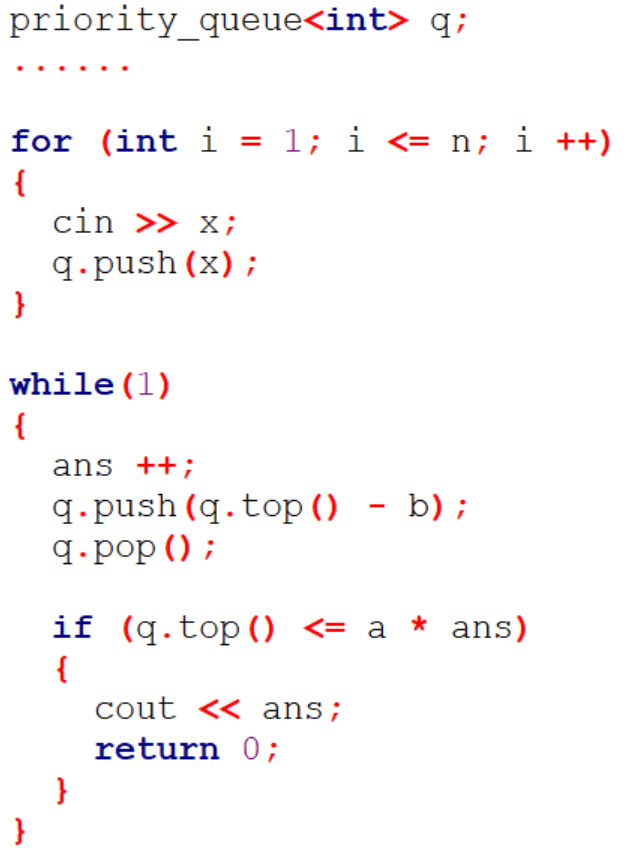 priority_queue<int> q;
......
for (int i = 1; i <= n; i ++)
{
  cin >> x;
  q.push(x);
}
while(1)
{
  ans ++;
  q.push(q.top() - b);
  q.pop();
  if (q.top() <= a * ans)
  {
    cout << ans;
    return 0;
  }
}